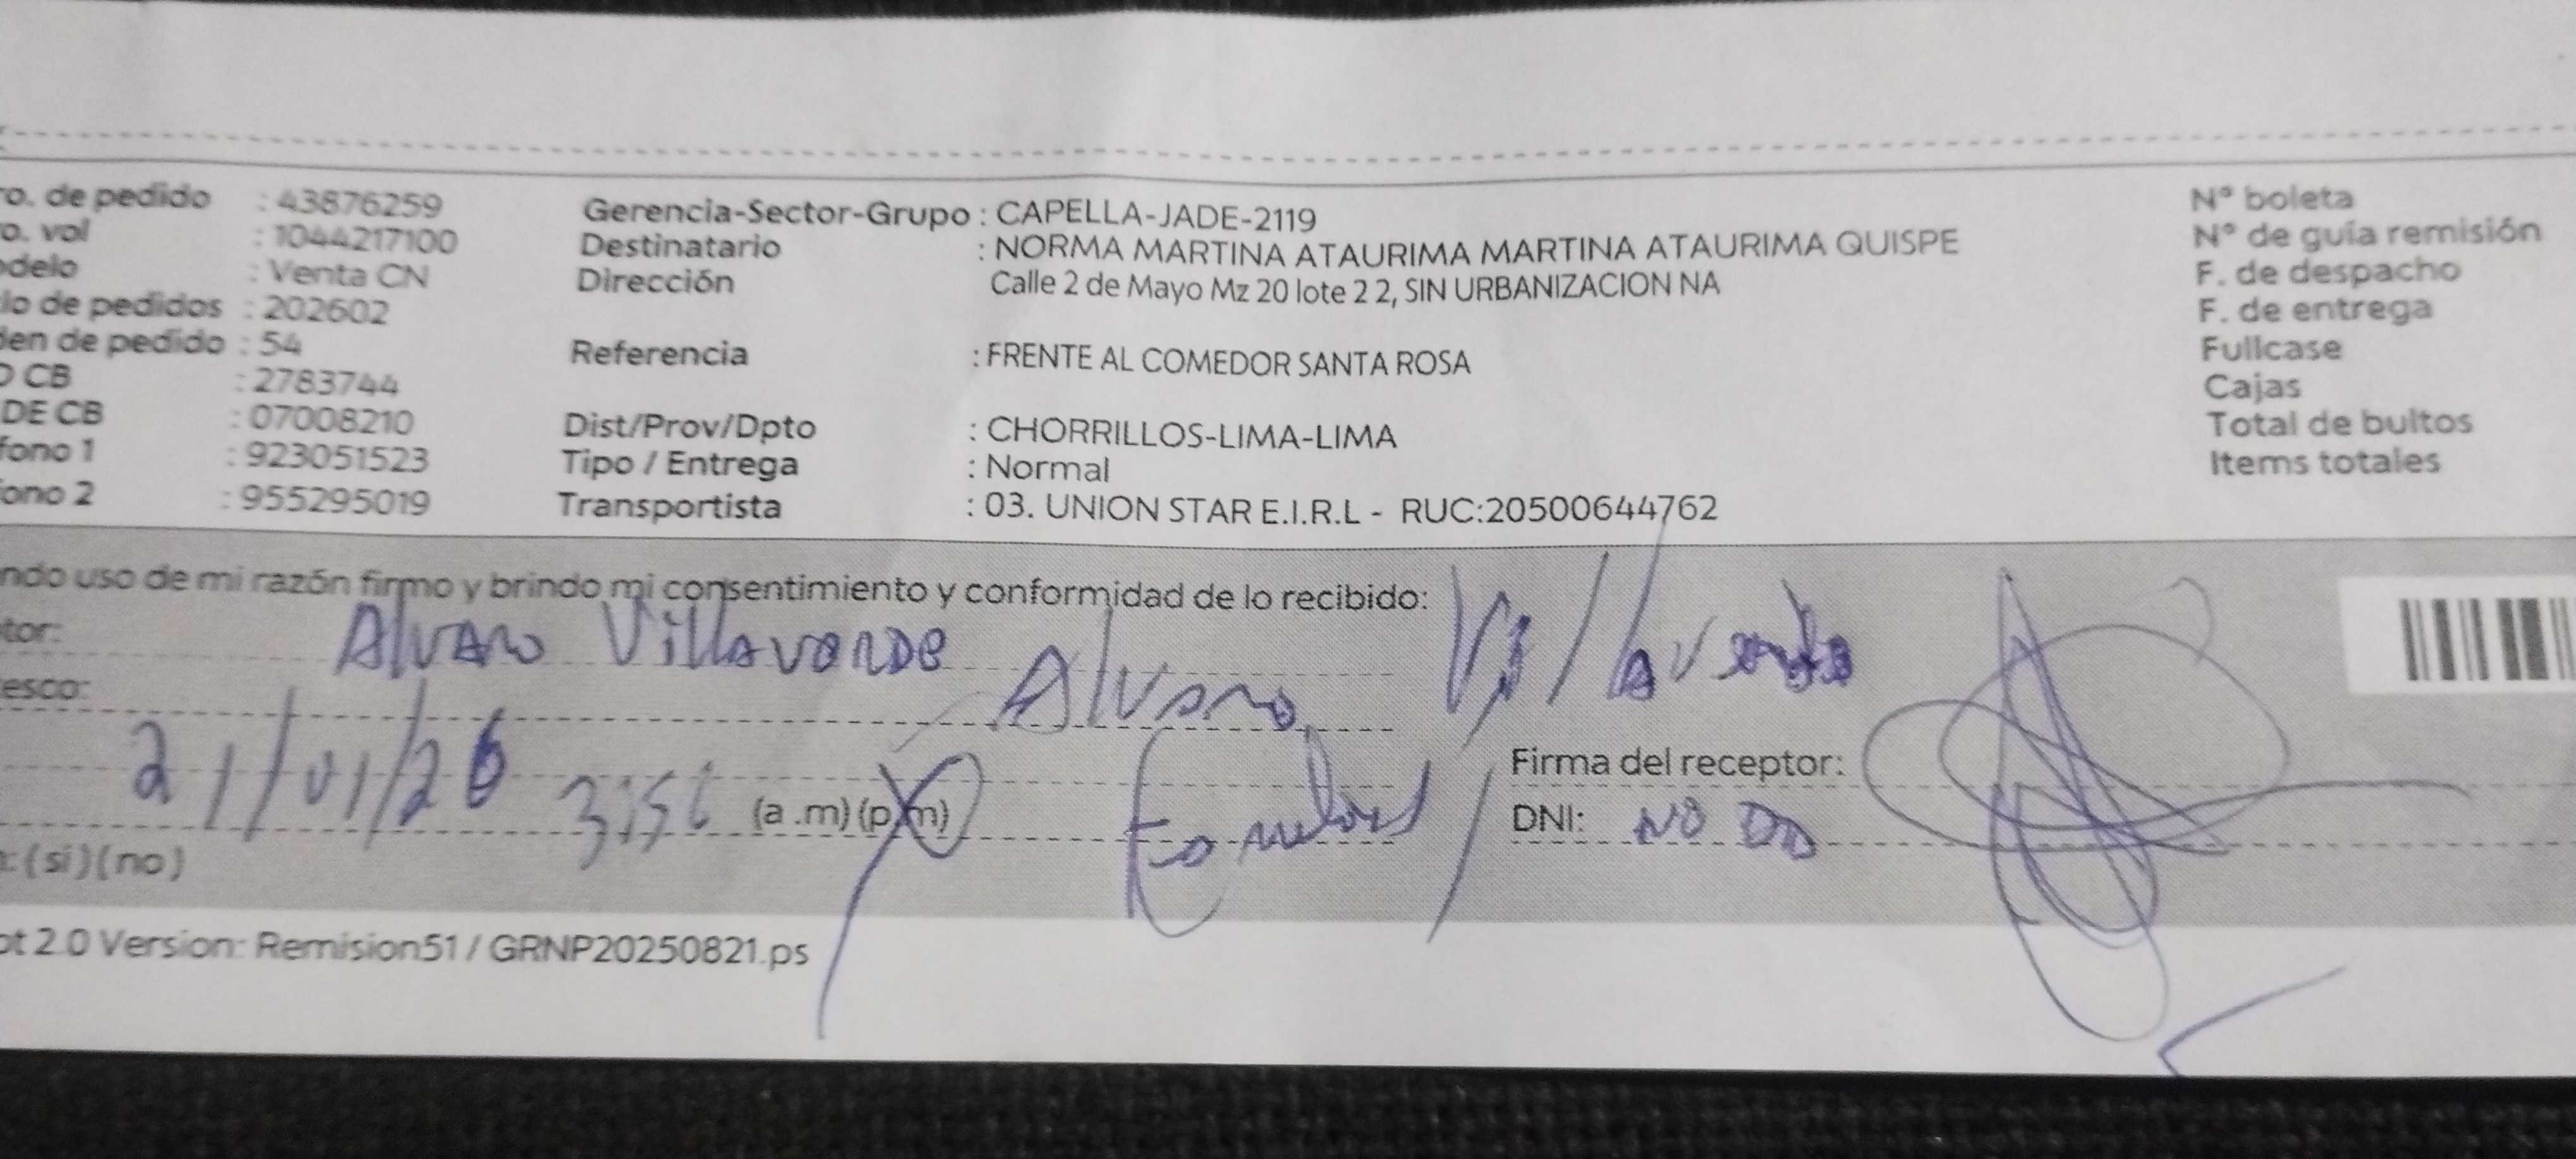 ro. de pedido : 43876259
o. vol : 1044217100
odelo : Venta CN
lo de pedidos : 202602
den de pedido : 54
O CB : 2783744
DE CB : 07008210
fono 1 : 923051523
ono 2 : 955295019
Gerencia-Sector-Grupo : CAPELLA-JADE-2119
Destinatario : NORMA MARTINA ATAURIMA MARTINA ATAURIMA QUISPE
Dirección Calle 2 de Mayo Mz 20 lote 2 2, SIN URBANIZACION NA
Referencia : FRENTE AL COMEDOR SANTA ROSA
Dist/Prov/Dpto : CHORRILLOS-LIMA-LIMA
Tipo / Entrega : Normal
Transportista : 03. UNION STAR E.I.R.L - RUC:20500644762
N° boleta
N° de guía remisión
F. de despacho
F. de entrega
Fullcase
Cajas
Total de bultos
Items totales
ndo uso de mi razón firmo y brindo mi consentimiento y conformidad de lo recibido:
tor: Alvaro Villaverde
esco: Alvaro Villaverde
21/01/26 (a .m) (p.m)
Firma del receptor:
DNI: NO DD
: (si) (no)
ot 2.0 Version: Remision51 / GRNP20250821.ps